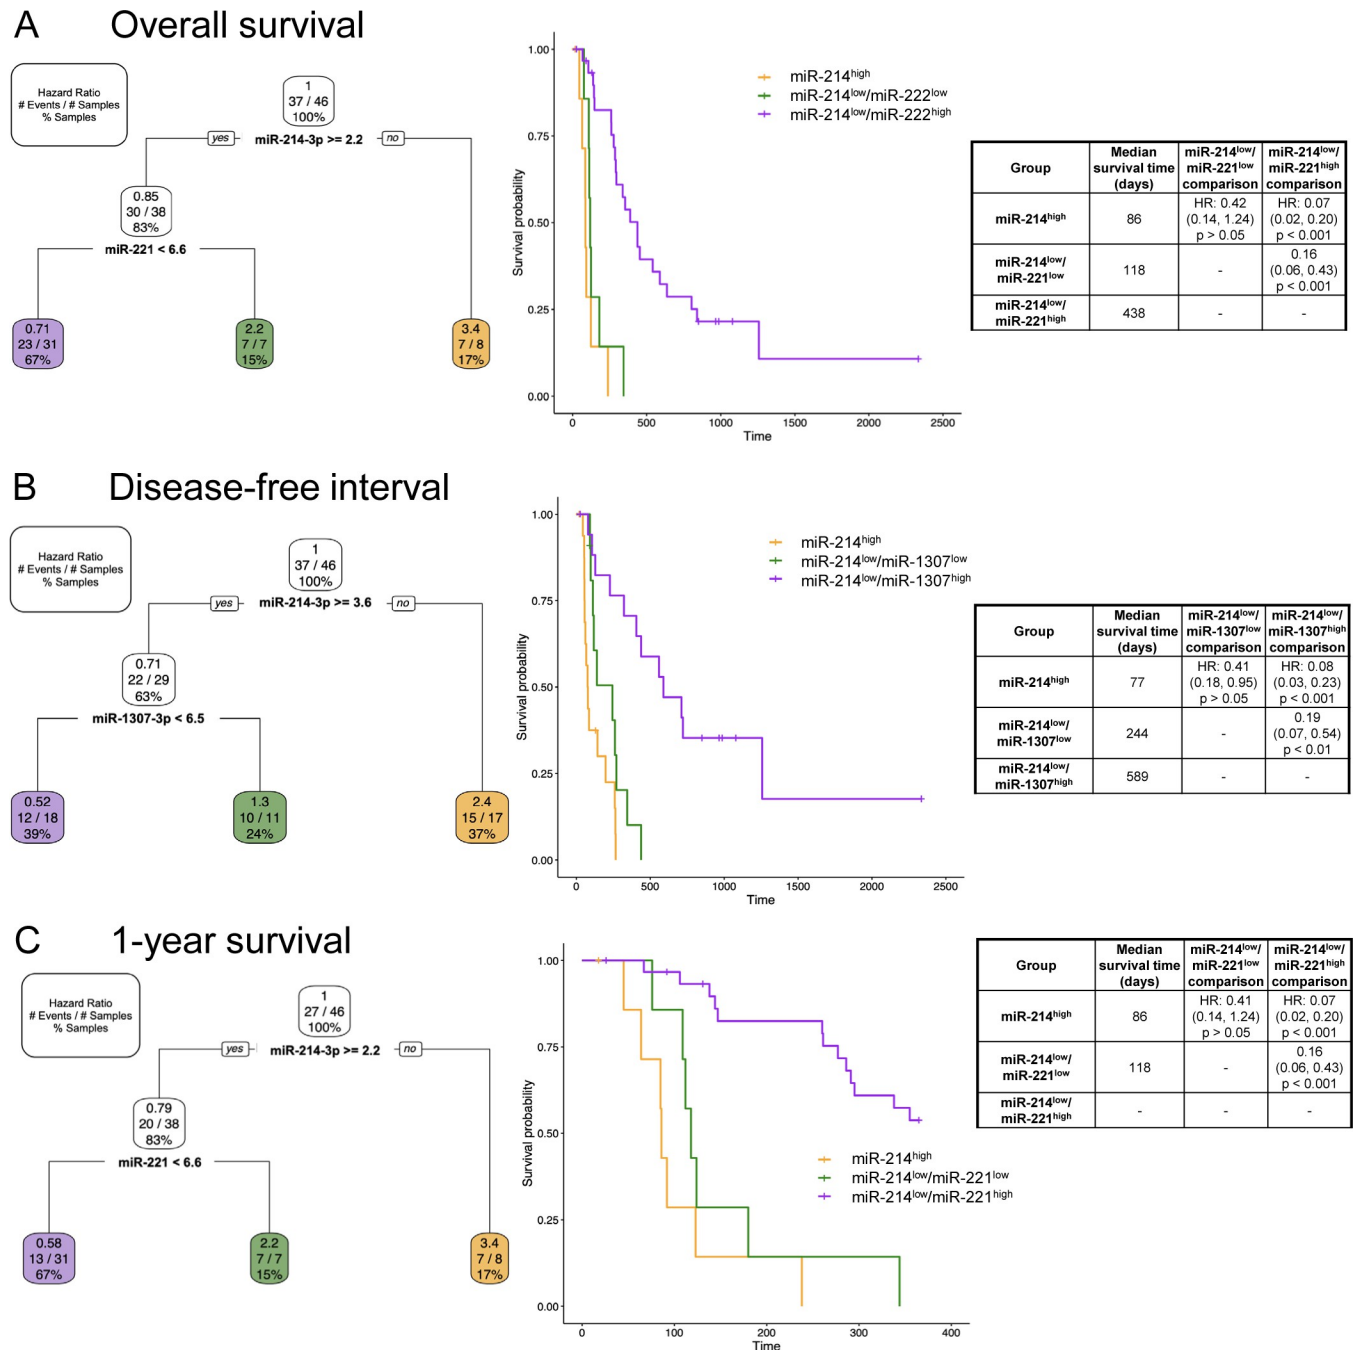 A Overall survival
Hazard Ratio
# Events / # Samples
% Samples
1
37 / 46
100%
yes miR-214-3p >= 2.2 no
0.85
30 / 38
83%
miR-221 < 6.6
0.71
23 / 31
67%
2.2
7 / 7
15%
3.4
7 / 8
17%
Survival probability
1.00
0.75
0.50
0.25
0.00
0 500 1000 1500 2000 2500
Time
miR-214high
miR-214low/miR-222low
miR-214low/miR-222high
Group
Median
survival time
(days)
miR-214low/
miR-221low
comparison
miR-214low/
miR-221high
comparison
miR-214high
86
HR: 0.42
(0.14, 1.24)
p > 0.05
HR: 0.07
(0.02, 0.20)
p < 0.001
miR-214low/
miR-221low
118
-
0.16
(0.06, 0.43)
p < 0.001
miR-214low/
miR-221high
438
-
-
B Disease-free interval
Hazard Ratio
# Events / # Samples
% Samples
1
37 / 46
100%
yes miR-214-3p >= 3.6 no
0.71
22 / 29
63%
miR-1307-3p < 6.5
0.52
12 / 18
39%
1.3
10 / 11
24%
2.4
15 / 17
37%
Survival probability
1.00
0.75
0.50
0.25
0.00
0 500 1000 1500 2000 2500
Time
miR-214high
miR-214low/miR-1307low
miR-214low/miR-1307high
Group
Median
survival time
(days)
miR-214low/
miR-1307low
comparison
miR-214low/
miR-1307high
comparison
miR-214high
77
HR: 0.41
(0.18, 0.95)
p > 0.05
HR: 0.08
(0.03, 0.23)
p < 0.001
miR-214low/
miR-1307low
244
-
0.19
(0.07, 0.54)
p < 0.01
miR-214low/
miR-1307high
589
-
-
C 1-year survival
Hazard Ratio
# Events / # Samples
% Samples
1
27 / 46
100%
yes miR-214-3p >= 2.2 no
0.79
20 / 38
83%
miR-221 < 6.6
0.58
13 / 31
67%
2.2
7 / 7
15%
3.4
7 / 8
17%
Survival probability
1.00
0.75
0.50
0.25
0.00
0 100 200 300 400
Time
miR-214high
miR-214low/miR-221low
miR-214low/miR-221high
Group
Median
survival time
(days)
miR-214low/
miR-221low
comparison
miR-214low/
miR-221high
comparison
miR-214high
86
HR: 0.41
(0.14, 1.24)
p > 0.05
HR: 0.07
(0.02, 0.20)
p < 0.001
miR-214low/
miR-221low
118
-
0.16
(0.06, 0.43)
p < 0.001
miR-214low/
miR-221high
-
-
-